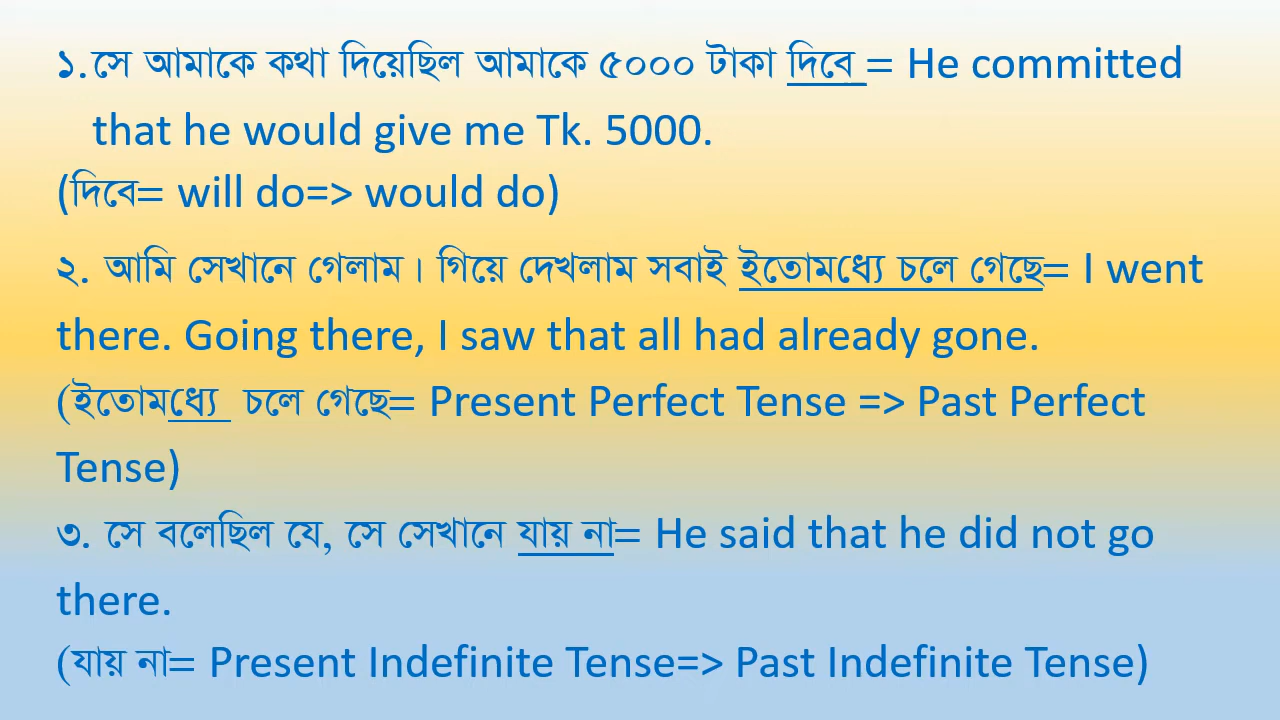 ১. সে আমাকে কথা দিয়েছিল আমাকে ৫০০০ টাকা দিবে = He committed
that he would give me Tk. 5000.
(দিবে= will do=> would do)
২. আমি সেখানে গেলাম। গিয়ে দেখলাম সবাই ইতোমধ্যে চলে গেছে= I went
there. Going there, I saw that all had already gone.
(ইতোমধ্যে চলে গেছে= Present Perfect Tense => Past Perfect
Tense)
৩. সে বলেছিল যে, সে সেখানে যায় না= He said that he did not go
there.
(যায় না= Present Indefinite Tense=> Past Indefinite Tense)